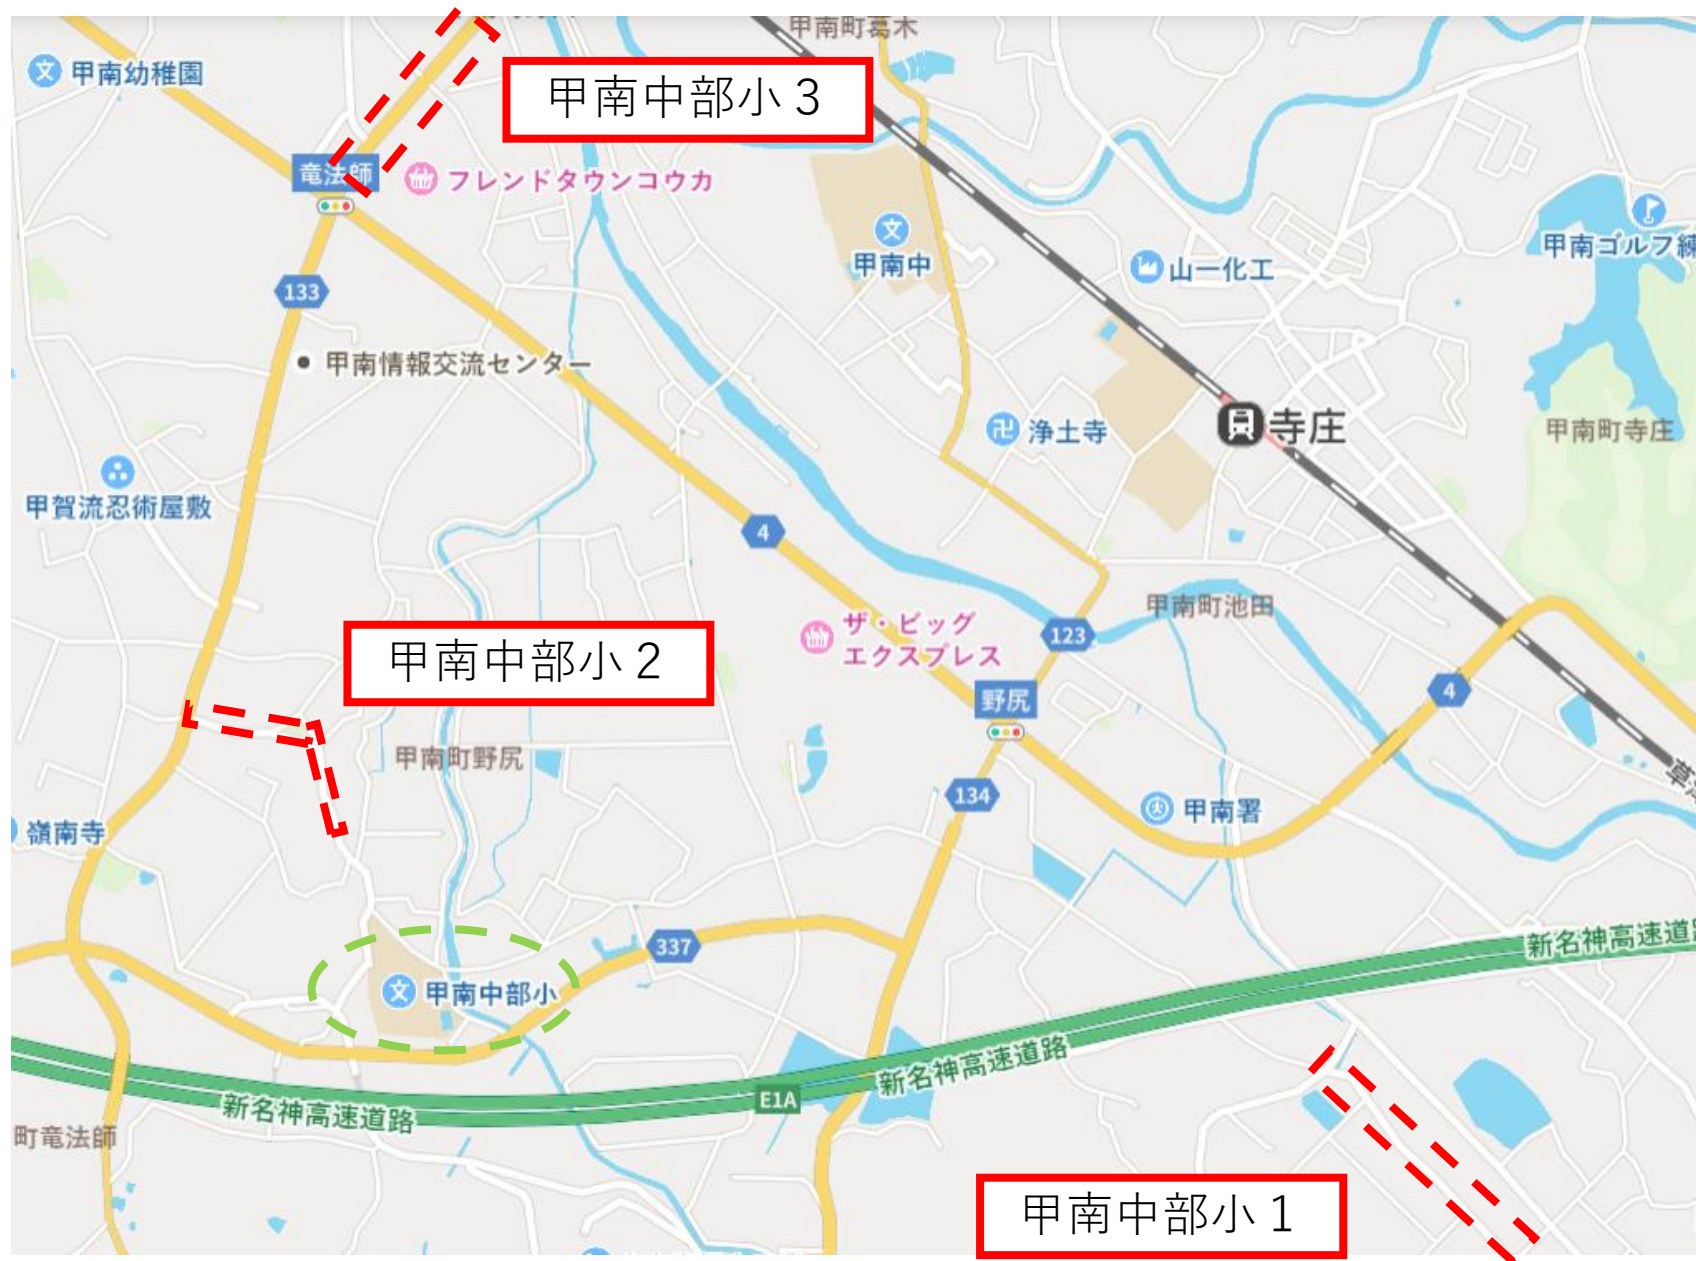 甲南町葛木
甲南幼稚園
甲南中部小３
竜法師
フレンドタウンコウカ
甲南中
山一化工
甲南ゴルフ練
133
甲南情報交流センター
浄土寺
寺庄
甲南町寺庄
甲賀流忍術屋敷
4
甲南町池田
ザ・ビッグ
エクスプレス
123
甲南中部小２
野尻
4
甲南町野尻
134
甲南署
草津
嶺南寺
337
新名神高速道路
甲南中部小
新名神高速道路
E1A
新名神高速道路
町竜法師
甲南中部小１